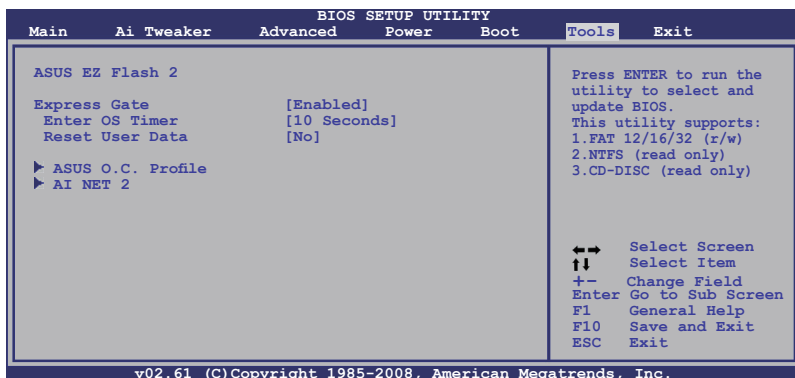 BIOS SETUP UTILITY
Main Ai Tweaker Advanced Power Boot Tools Exit
ASUS EZ Flash 2
Express Gate [Enabled]
Enter OS Timer [10 Seconds]
Reset User Data [No]
ASUS O.C. Profile
AI NET 2
Press ENTER to run the
utility to select and
update BIOS.
This utility supports:
1.FAT 12/16/32 (r/w)
2.NTFS (read only)
3.CD-DISC (read only)
←→ Select Screen
↑↓ Select Item
+- Change Field
Enter Go to Sub Screen
F1 General Help
F10 Save and Exit
ESC Exit
v02.61 (C)Copyright 1985-2008, American Megatrends, Inc.